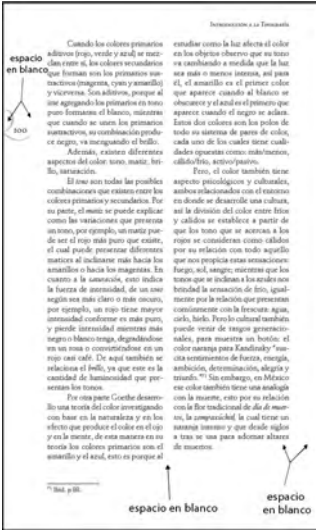 INTRODUCCIÓN A LA TIPOGRAFÍA
espacio
en blanco
100
Cuando los colores primarios
aditivos (rojo, verde y azul) se mez-
clan entre sí, los colores secundarios
que forman son los primarios sus-
tractivos (magenta, cyan y amarillo)
y viceversa. Son aditivos, porque al
irse agregando los primarios en tono
puro formamos el blanco, mientras
que cuando se usen los primarios
sustractivos, su combinación produ-
ce negro, va menguando el brillo.
Además, existen diferentes
aspectos del color: tono, matiz, bri-
llo, saturación.
El tono son todas las posibles
combinaciones que existen entre los
colores primarios y secundarios. Por
su parte, el matiz se puede explicar
como las variaciones que presenta
un tono, por ejemplo, un matiz pue-
de ser el rojo más puro que existe,
el cual puede presentar diferentes
matices al inclinarse más hacia los
amarillos o hacia los magentas. En
cuanto a la saturación, esto indica
la fuerza de intensidad, de un tono
según sea más claro o más oscuro,
por ejemplo, un rojo tiene mayor
intensidad conforme es más puro,
y pierde intensidad mientras más
negro o blanco tenga, degradándose
en un rosa o convirtiéndose en un
rojo casi café. De aquí también se
relaciona el brillo, ya que este es la
cantidad de luminosidad que pre-
sentan los tonos.
Por otra parte Goethe desarro-
llo una teoría del color investigando
con base en la naturaleza y en los
efecto que produce el color en el ojo
y en la mente, de esta manera en su
teoría los colores primarios son el
amarillo y el azul, esto es porque al
estudiar como la luz afecta él color
en los objetos observo que su tono
va cambiando a medida que la luz
sea más o menos intensa, así para
él, el amarillo es el primer color
que aparece cuando al blanco se
obscurece y el azul es el primero que
aparece cuando el negro se aclara.
Estos dos colores son los polos de
todo su sistema de pares de color,
cada uno de los cuales tiene cuali-
dades opuestas como: más/menos,
cálido/frío, activo/pasivo.
Pero, el color también tiene
aspecto psicológicos y culturales,
ambos relacionados con el entorno
en donde se desarrolle una cultura,
así la división del color entre fríos
y cálidos se establece a partir de
que los tono que se acercan a los
rojos se consideran como cálidos
por su relación con todo aquello
que nos propicia estas sensaciones:
fuego, sol, sangre; mientras que los
tonos que se inclinan a los azules nos
brindad la sensación de frío, igual-
mente por la relación que presentan
comúnmente con la frescura: agua,
cielo, hielo. Pero lo cultural también
puede venir de rasgos generacio-
nales, para muestra un botón: el
color naranja para Kandinsky "sus-
cita sentimientos de fuerza, energía,
ambición, determinación, alegría y
triunfo." Sin embargo, en México
ese color también tiene una analogía
con la muerte, esto por su relación
con la flor tradicional de día de muer-
tos, la cempasúchitl, la cual tiene un
naranja intenso y que desde siglos
a tras se usa para adornar altares
de muertos.
Ibid. p 88.
espacio en blanco
espacio
en blanco